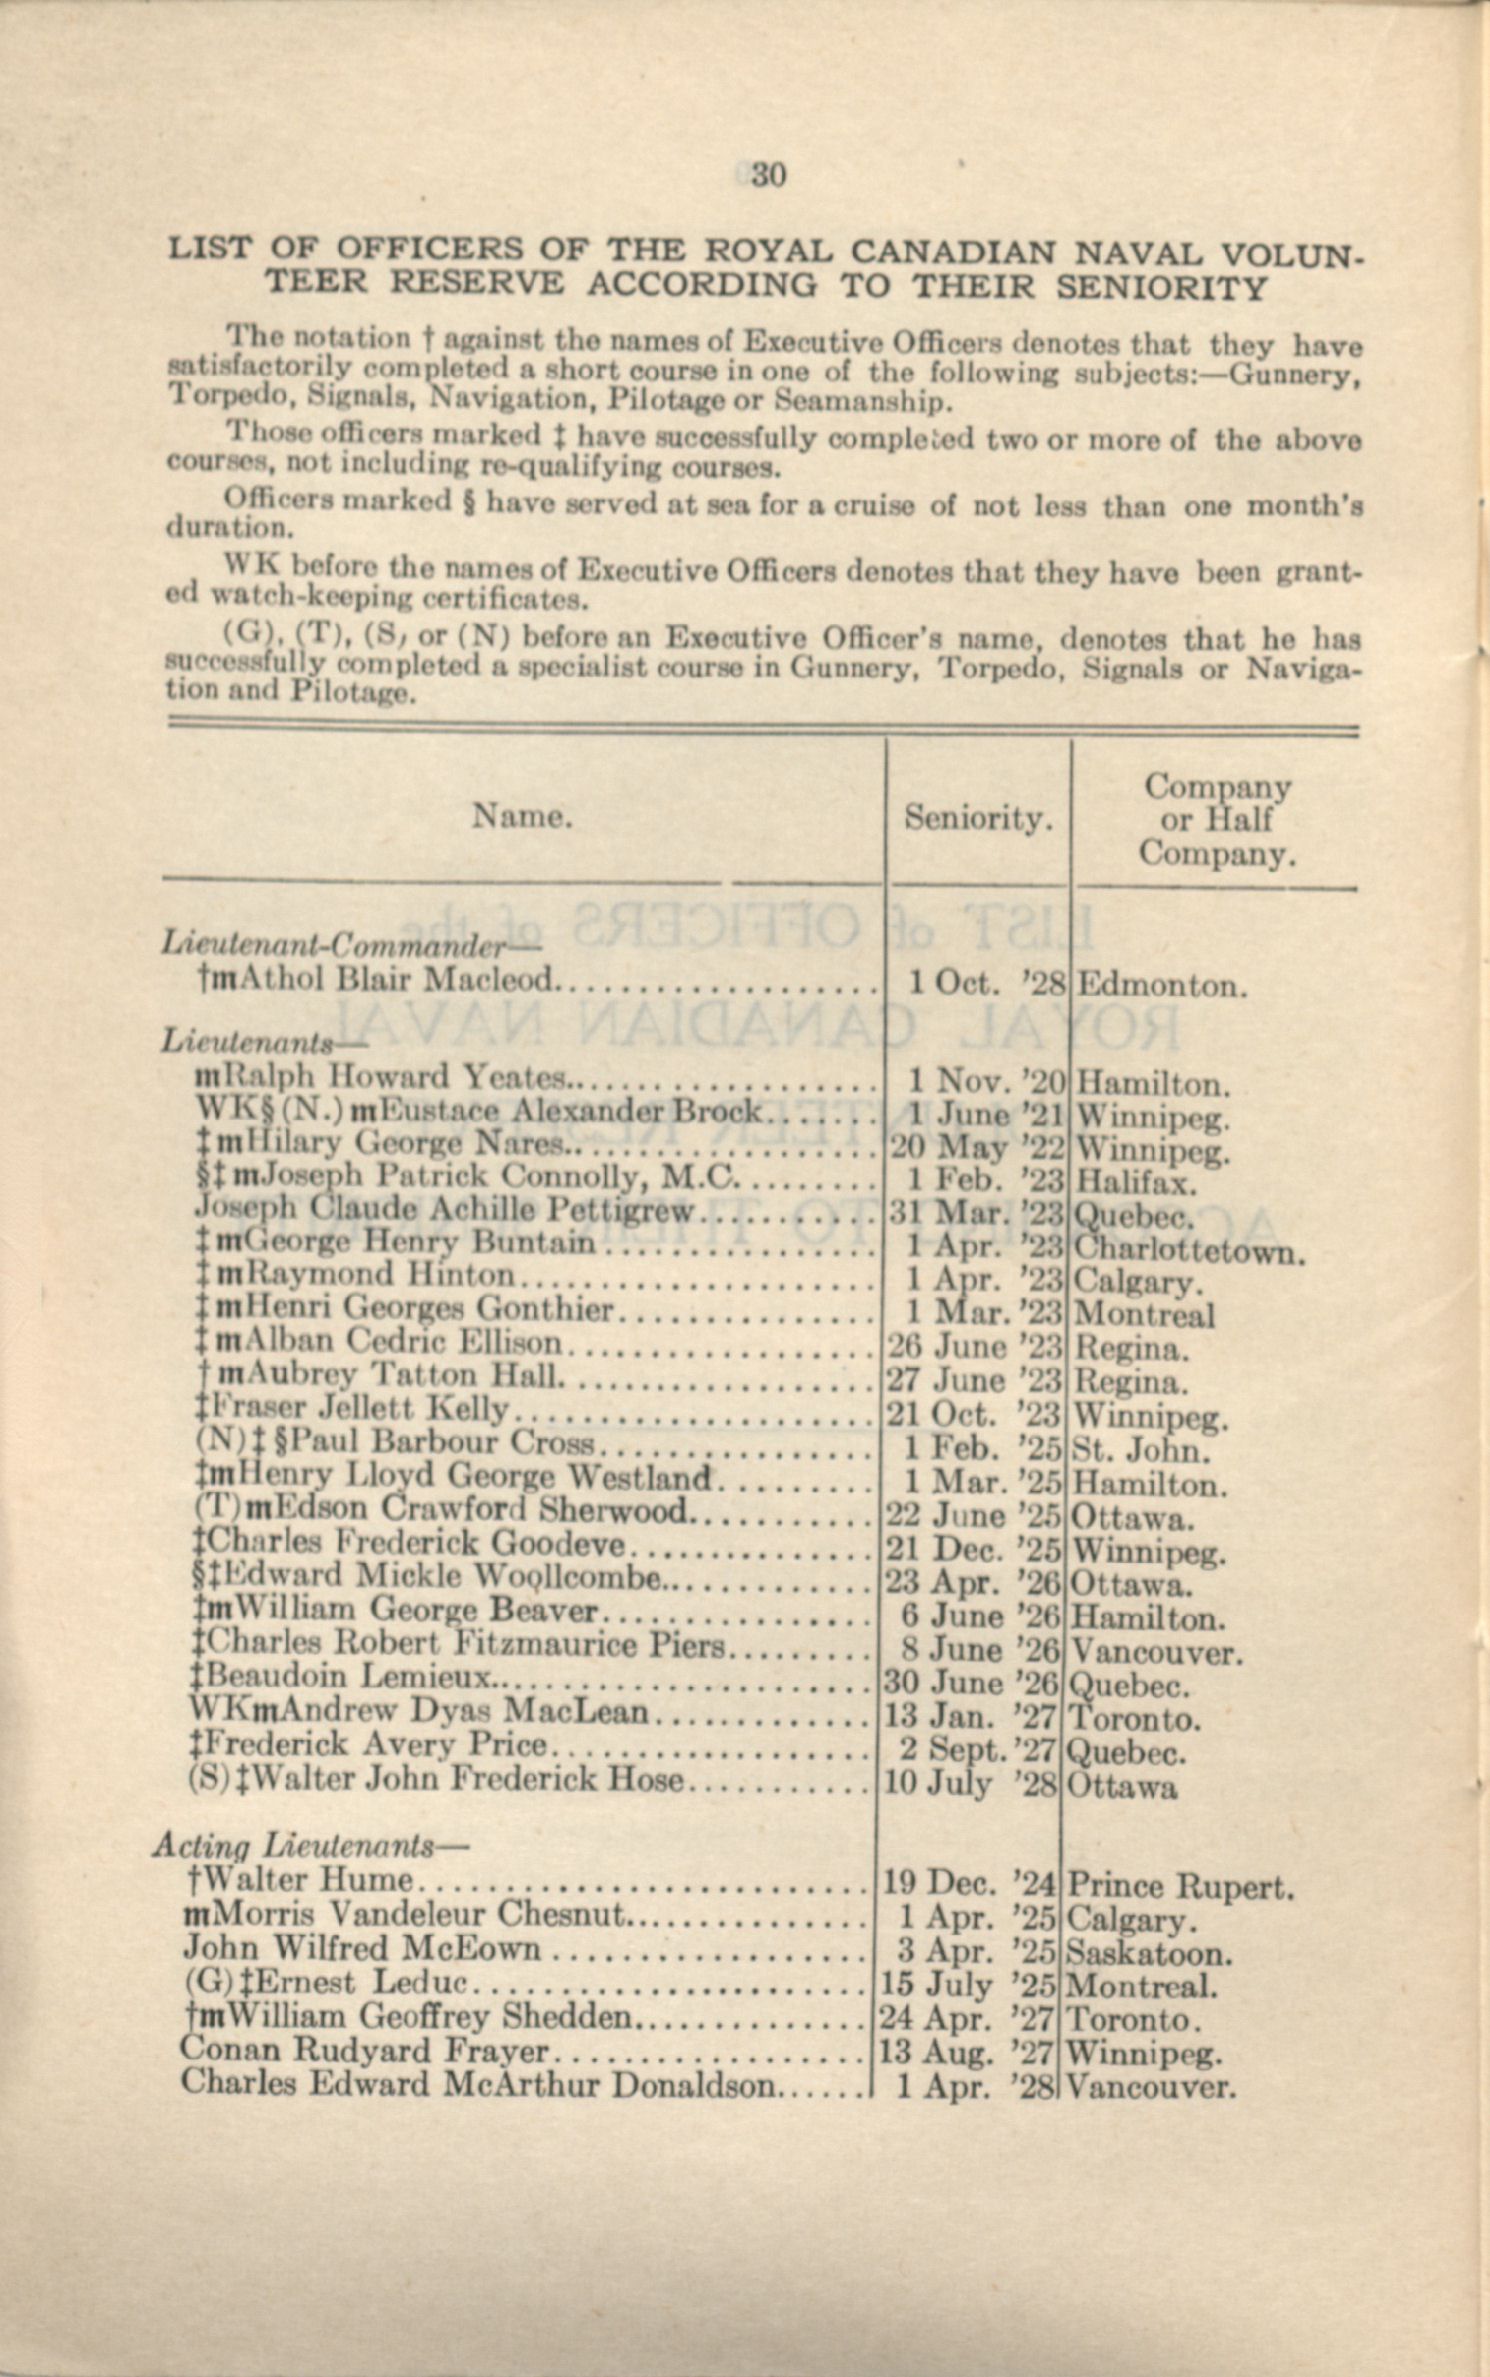 30
LIST OF OFFICERS OF THE ROYAL CANADIAN NAVAL VOLUN-
TEER RESERVE ACCORDING TO THEIR SENIORITY
The notation † against the names of Executive Officers denotes that they have
satisfactorily completed a short course in one of the following subjects:—Gunnery,
Torpedo, Signals, Navigation, Pilotage or Seamanship.
Those officers marked ‡ have successfully completed two or more of the above
courses, not including re-qualifying courses.
Officers marked § have served at sea for a cruise of not less than one month's
duration.
WK before the names of Executive Officers denotes that they have been grant-
ed watch-keeping certificates.
(G), (T), (S, or (N) before an Executive Officer's name, denotes that he has
successfully completed a specialist course in Gunnery, Torpedo, Signals or Naviga-
tion and Pilotage.
Name. Seniority. Company or Half Company.
Lieutenant-Commander—
†mAthol Blair Macleod.................... 1 Oct. '28 Edmonton.
Lieutenants—
mRalph Howard Yeates.................... 1 Nov. '20 Hamilton.
WK§(N.)mEustace Alexander Brock....... 1 June '21 Winnipeg.
‡mHilary George Nares.................... 20 May '22 Winnipeg.
§‡mJoseph Patrick Connolly, M.C......... 1 Feb. '23 Halifax.
Joseph Claude Achille Pettigrew........... 31 Mar. '23 Quebec.
‡mGeorge Henry Buntain................. 1 Apr. '23 Charlottetown.
‡mRaymond Hinton...................... 1 Apr. '23 Calgary.
‡mHenri Georges Gonthier................ 1 Mar. '23 Montreal
‡mAlban Cedric Ellison................... 26 June '23 Regina.
†mAubrey Tatton Hall. .................. 27 June '23 Regina.
‡Fraser Jellett Kelly...................... 21 Oct. '23 Winnipeg.
(N)‡§Paul Barbour Cross................. 1 Feb. '25 St. John.
‡mHenry Lloyd George Westland.......... 1 Mar. '25 Hamilton.
(T)mEdson Crawford Sherwood............ 22 June '25 Ottawa.
‡Charles Frederick Goodeve............... 21 Dec. '25 Winnipeg.
§‡Edward Mickle Woollcombe............. 23 Apr. '26 Ottawa.
‡mWilliam George Beaver................. 6 June '26 Hamilton.
‡Charles Robert Fitzmaurice Piers......... 8 June '26 Vancouver.
‡Beaudoin Lemieux....................... 30 June '26 Quebec.
WKmAndrew Dyas MacLean.............. 13 Jan. '27 Toronto.
‡Frederick Avery Price.................... 2 Sept. '27 Quebec.
(S)‡Walter John Frederick Hose............ 10 July '28 Ottawa
Acting Lieutenants—
†Walter Hume............................ 19 Dec. '24 Prince Rupert.
mMorris Vandeleur Chesnut............... 1 Apr. '25 Calgary.
John Wilfred McEown .................... 3 Apr. '25 Saskatoon.
(G)‡Ernest Leduc........................ 15 July '25 Montreal.
†mWilliam Geoffrey Shedden.............. 24 Apr. '27 Toronto.
Conan Rudyard Frayer................... 13 Aug. '27 Winnipeg.
Charles Edward McArthur Donaldson...... 1 Apr. '28 Vancouver.